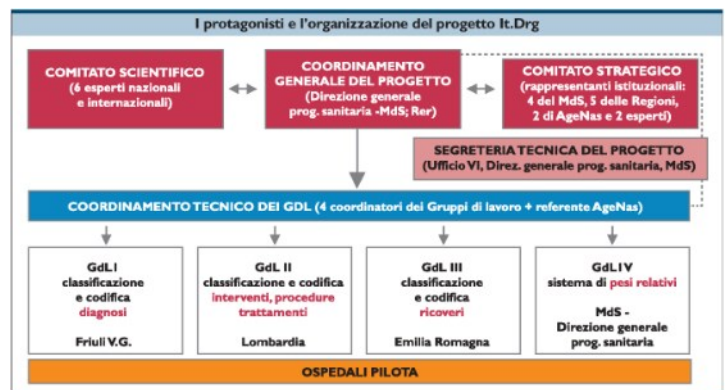 I protagonisti e l'organizzazione del progetto It.Drg
COMITATO SCIENTIFICO
(6 esperti nazionali
e internazionali)
COORDINAMENTO
GENERALE DEL PROGETTO
(Direzione generale
prog. sanitaria -MdS; Rer)
COMITATO STRATEGICO
(rappresentanti istituzionali:
4 del MdS, 5 delle Regioni,
2 di AgeNas e 2 esperti)
SEGRETERIA TECNICA DEL PROGETTO
(Ufficio VI, Direz. generale prog. sanitaria, MdS)
COORDINAMENTO TECNICO DEI GDL (4 coordinatori dei Gruppi di lavoro + referente AgeNas)
GdL I
classificazione
e codifica
diagnosi
Friuli V.G.
GdL II
classificazione e codifica
interventi, procedure
trattamenti
Lombardia
GdL III
classificazione
e codifica
ricoveri
Emilia Romagna
GdL IV
sistema di pesi relativi
MdS -
Direzione generale
prog. sanitaria
OSPEDALI PILOTA